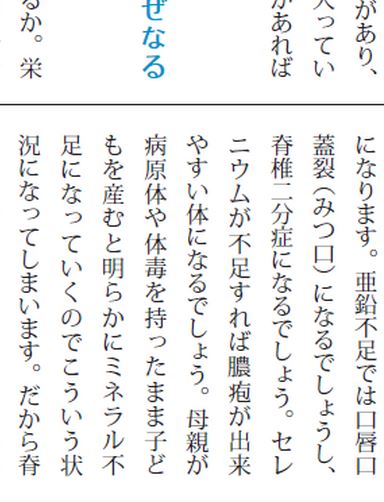 があり、
入ってい
があれば
ぜなる
るか。栄
になります。亜鉛不足では口唇口
蓋裂（みつ口）になるでしょうし、
脊椎二分症になるでしょう。セレ
ニウムが不足すれば膿疱が出来
やすい体になるでしょう。母親が
病原体や体毒を持ったまま子ど
もを産むと明らかにミネラル不
足になっていくのでこういう状
況になってしまいます。だから脊